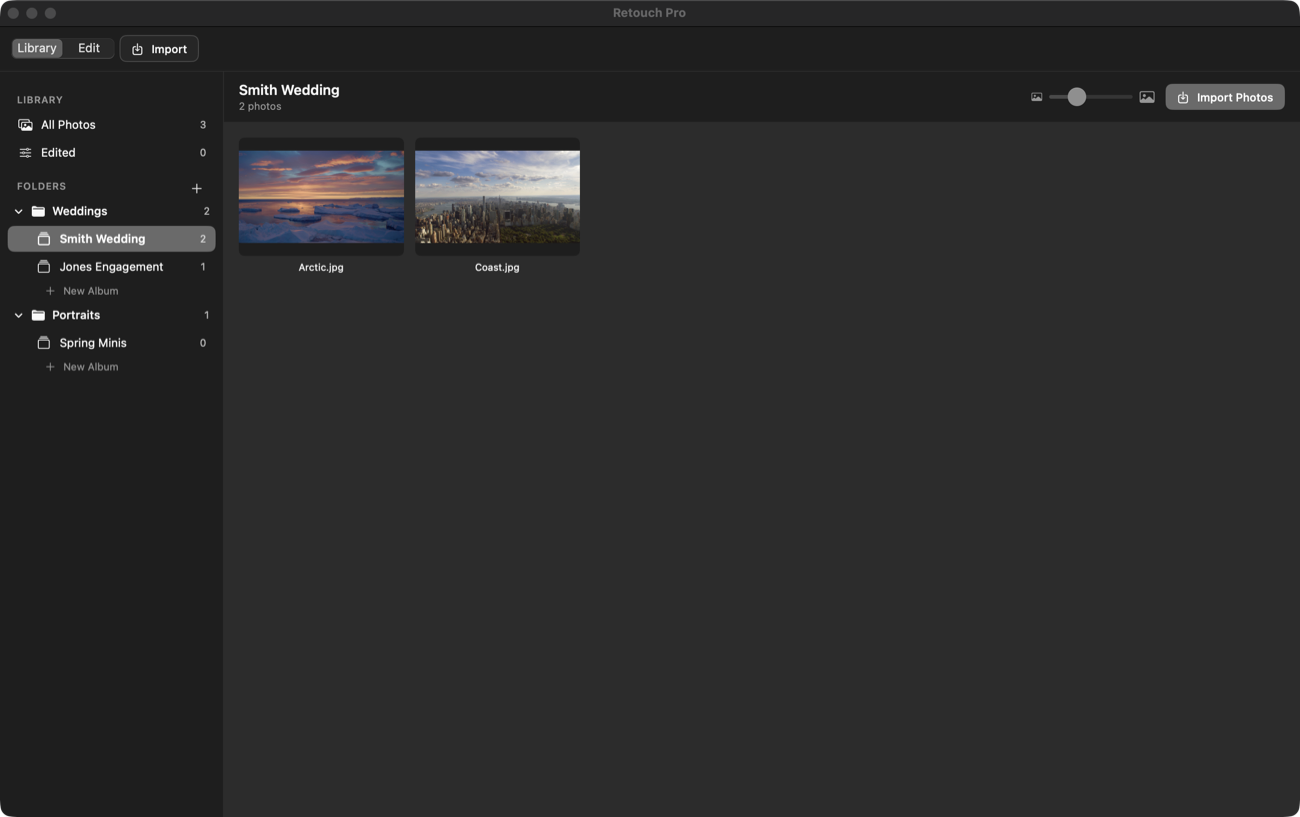 Retouch Pro
Library Edit Import
LIBRARY
All Photos 3
Edited 0
FOLDERS
Weddings 2
Smith Wedding 2
Jones Engagement 1
New Album
Portraits 1
Spring Minis 0
New Album
Smith Wedding
2 photos
Import Photos
Arctic.jpg
Coast.jpg